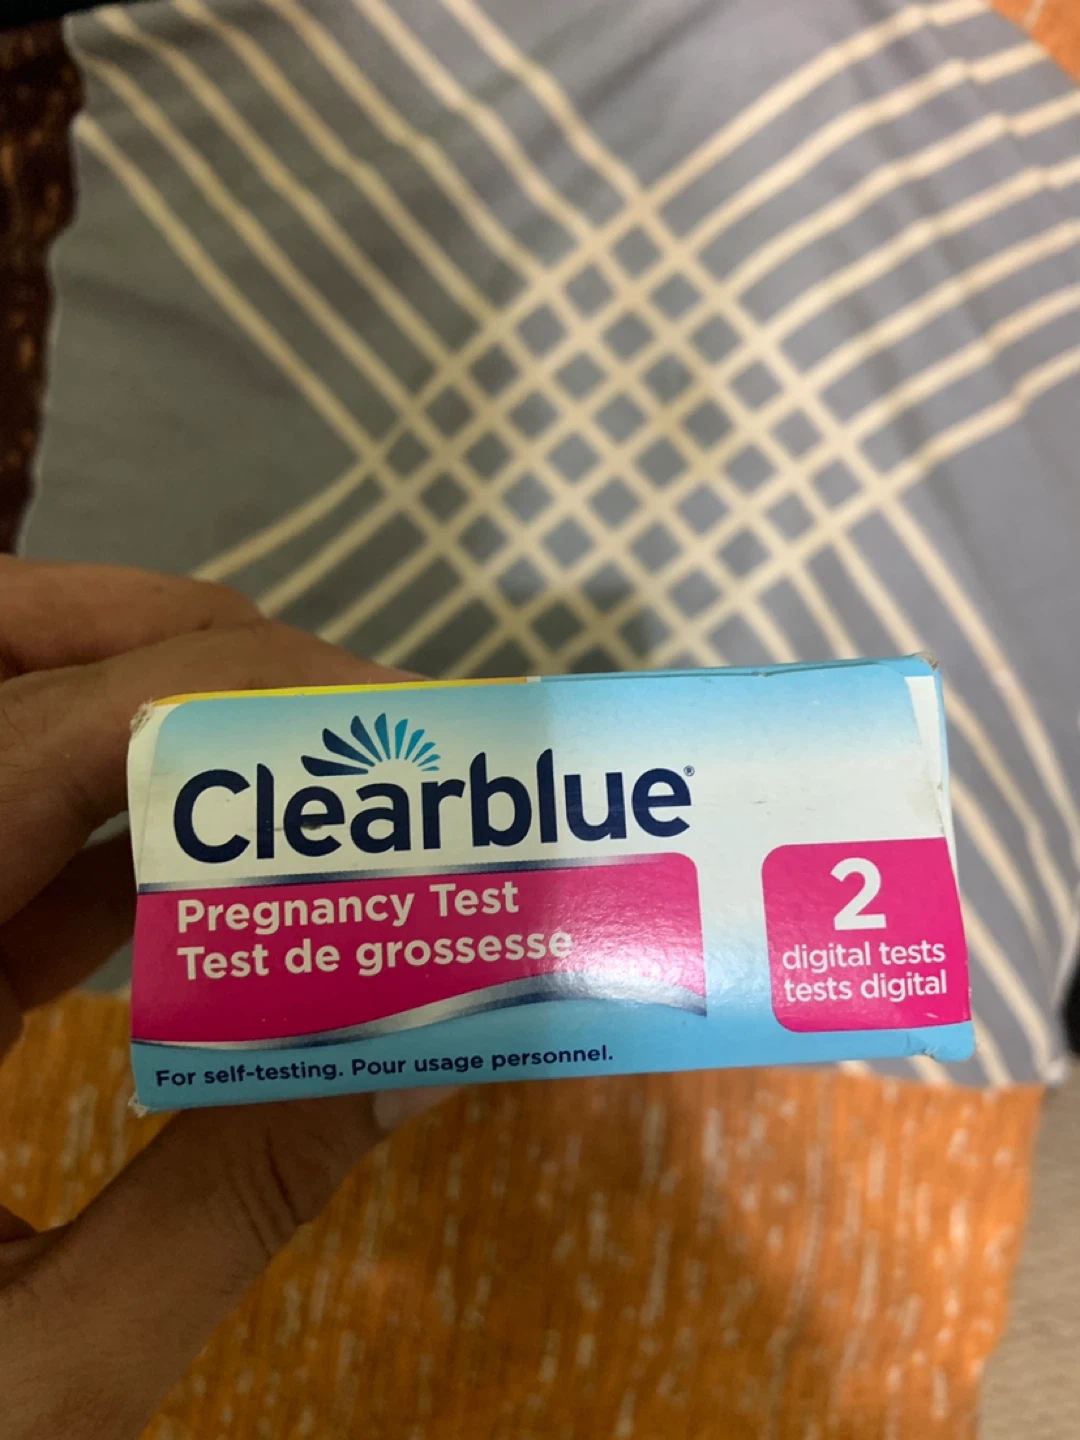 Clearblue®
Pregnancy Test
Test de grossesse
2
digital tests
tests digital
For self-testing. Pour usage personnel.